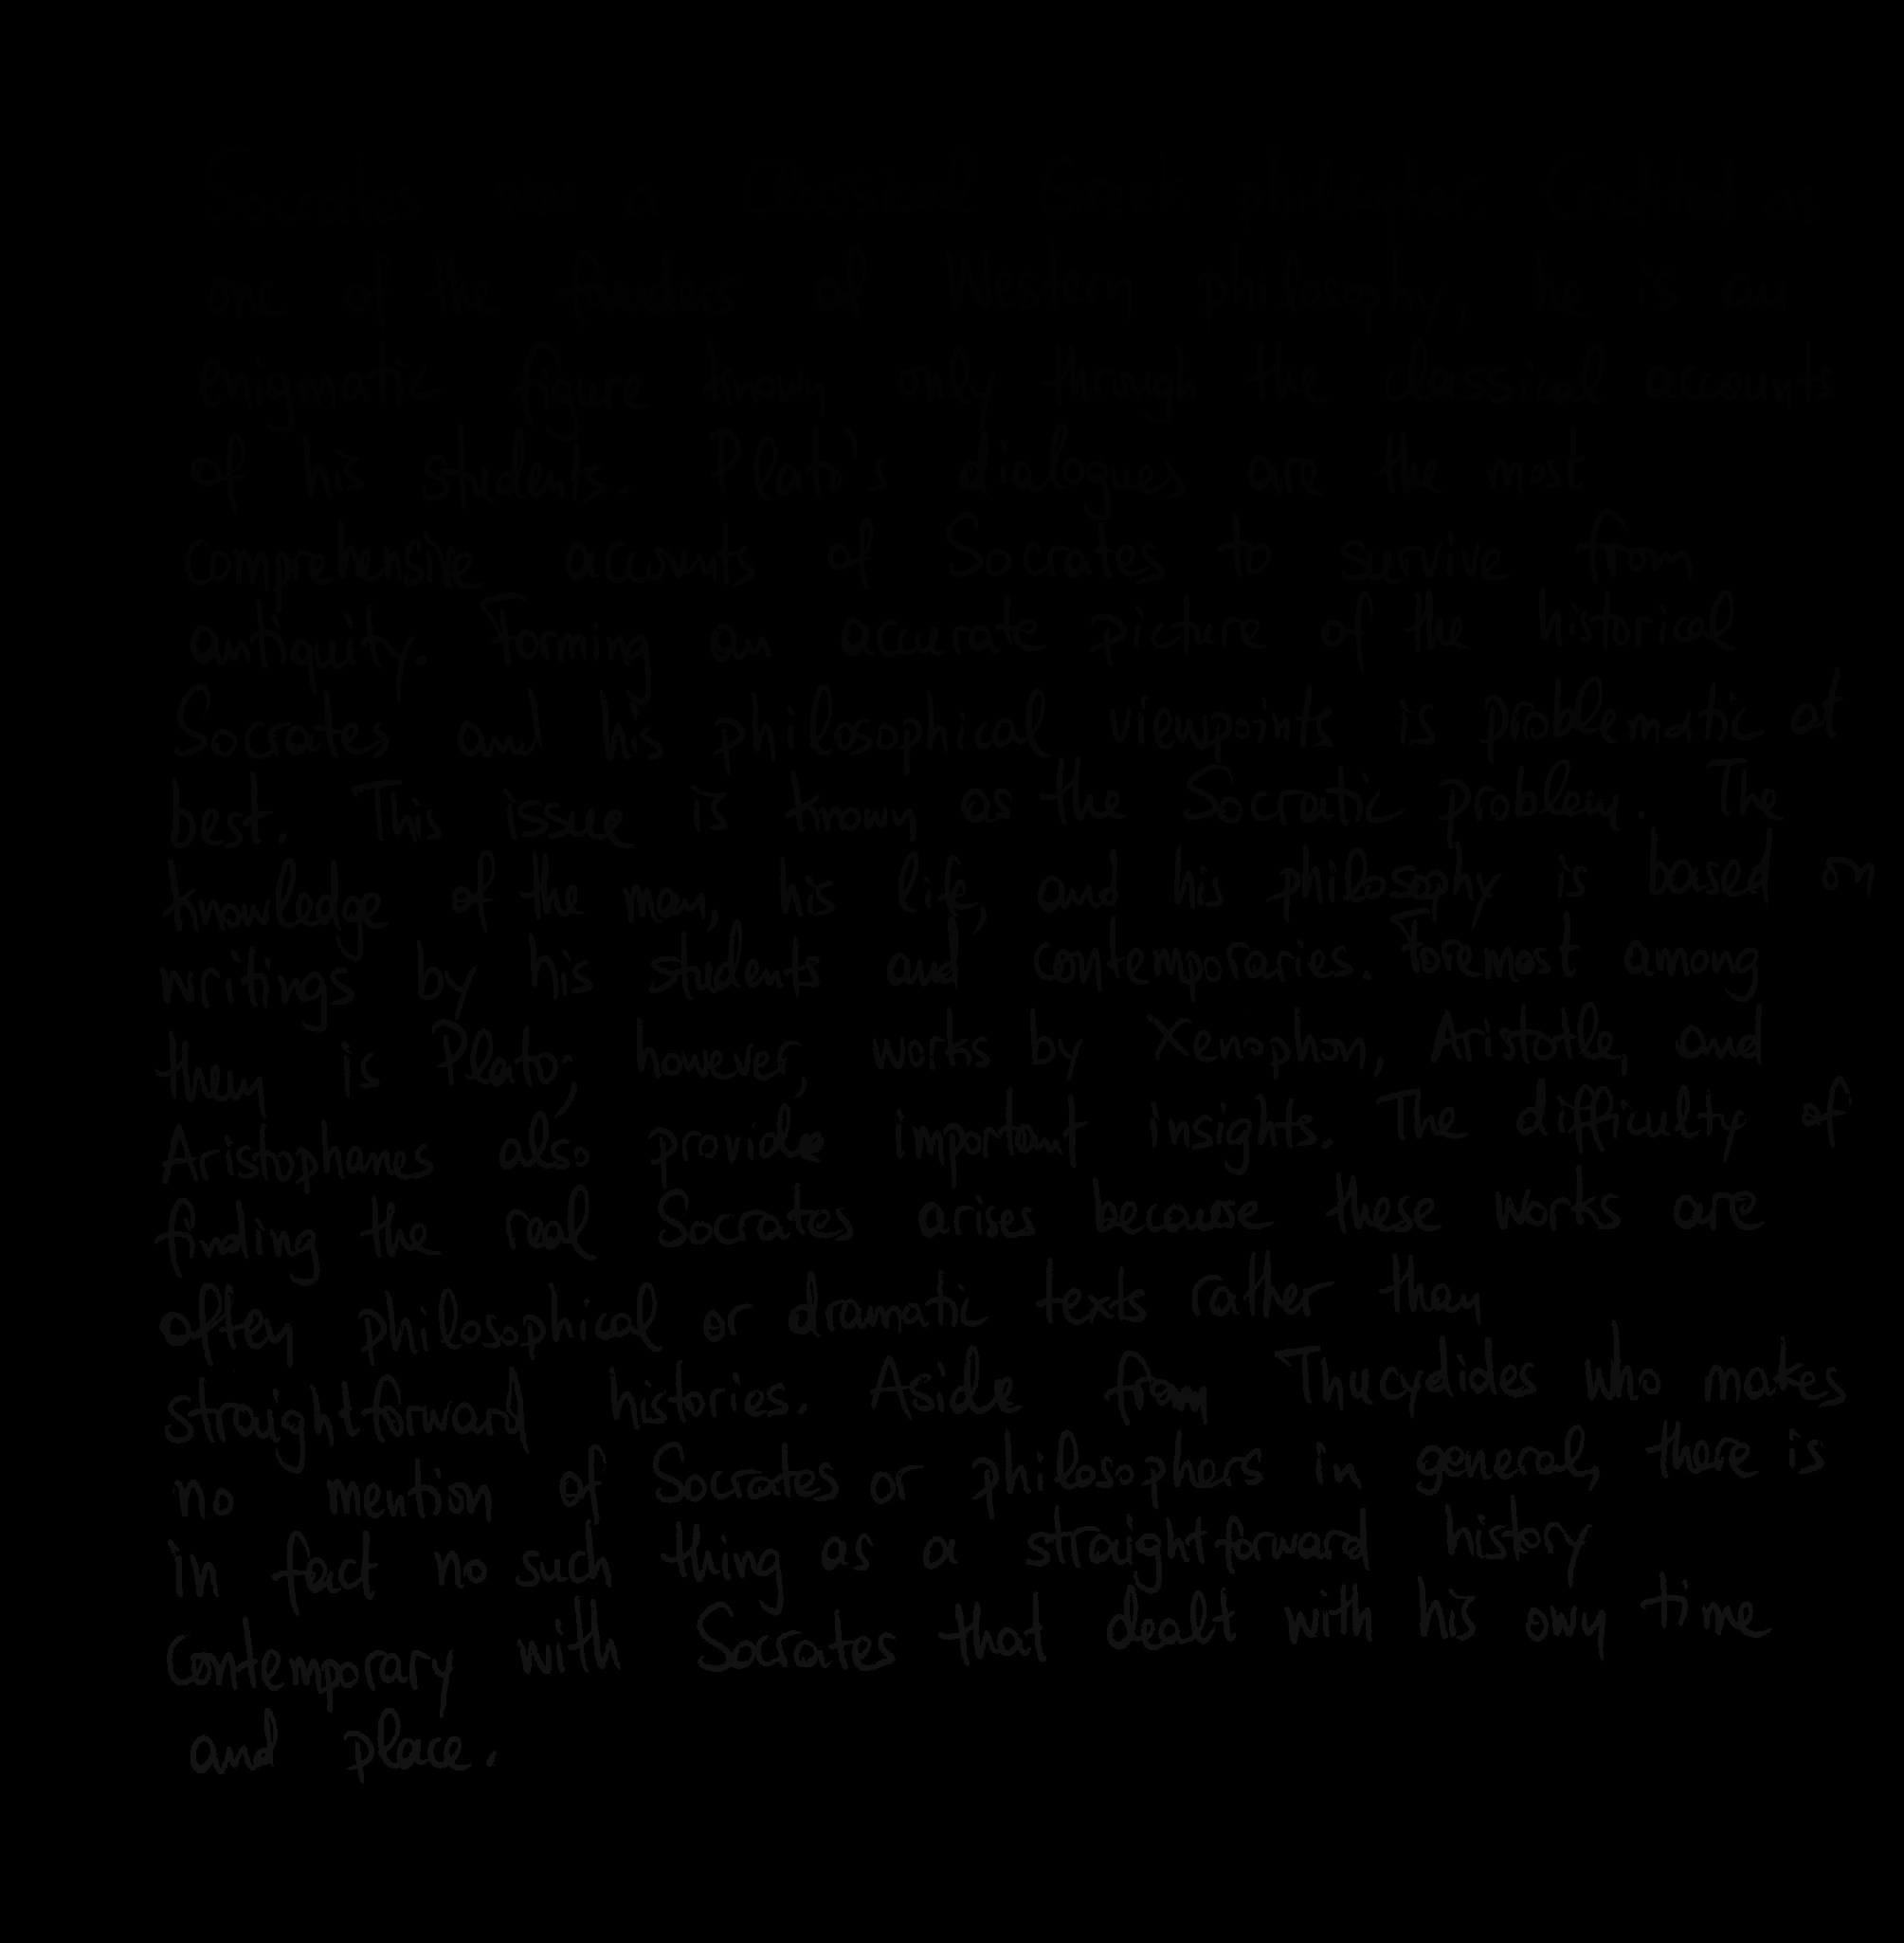 Socrates was a classical Greek philosopher. Credited as
one of the founders of Western philosophy, he is an
enigmatic figure known only through the classical accounts
of his students. Plato's dialogues are the most
comprehensive accounts of Socrates to survive from
antiquity. Forming an accurate picture of the historical
Socrates and his philosophical viewpoints is problematic at
best. This issue is known as the Socratic problem. The
knowledge of the man, his life, and his philosophy is based on
writings by his students and contemporaries. Foremost among
them is Plato; however, works by Xenophon, Aristotle, and
Aristophanes also provide important insights. The difficulty of
finding the real Socrates arises because these works are
often philosophical or dramatic texts rather than
straightforward histories. Aside from Thucydides who makes
no mention of Socrates or philosophers in general, there is
in fact no such thing as a straightforward history
contemporary with Socrates that dealt with his own time
and place.